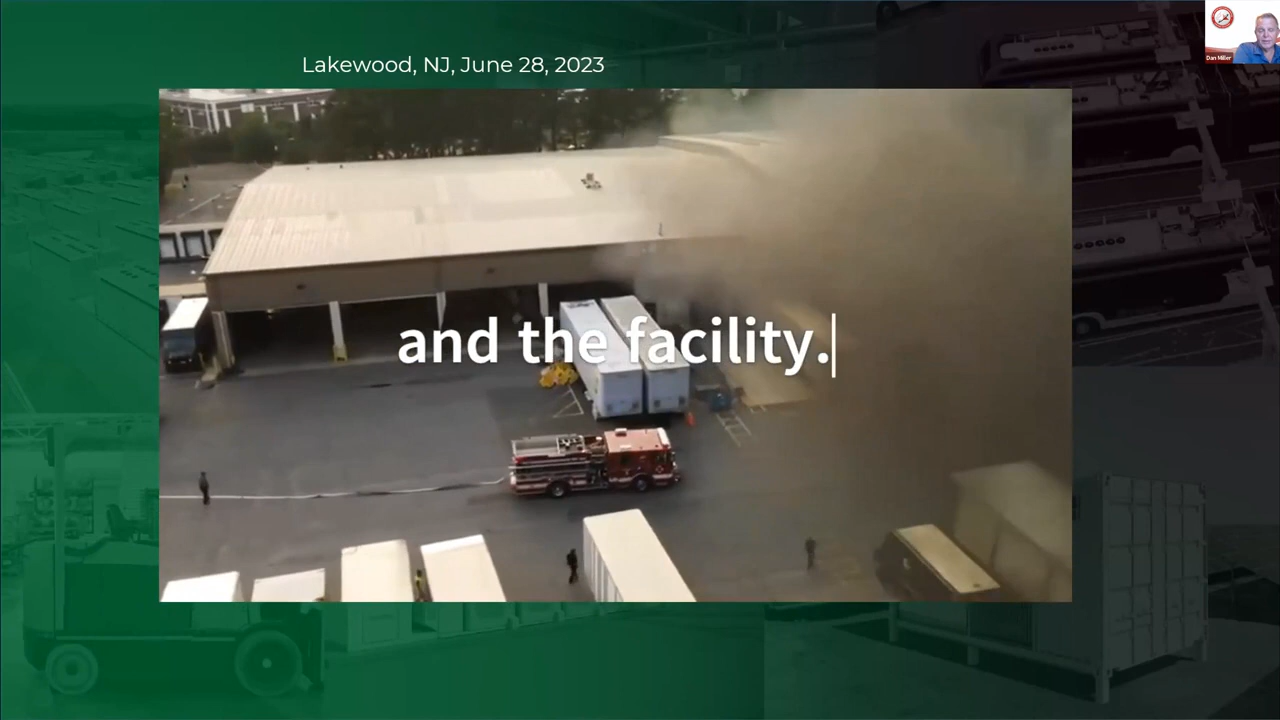 Lakewood, NJ, June 28, 2023
and the facility.
Dan Miller